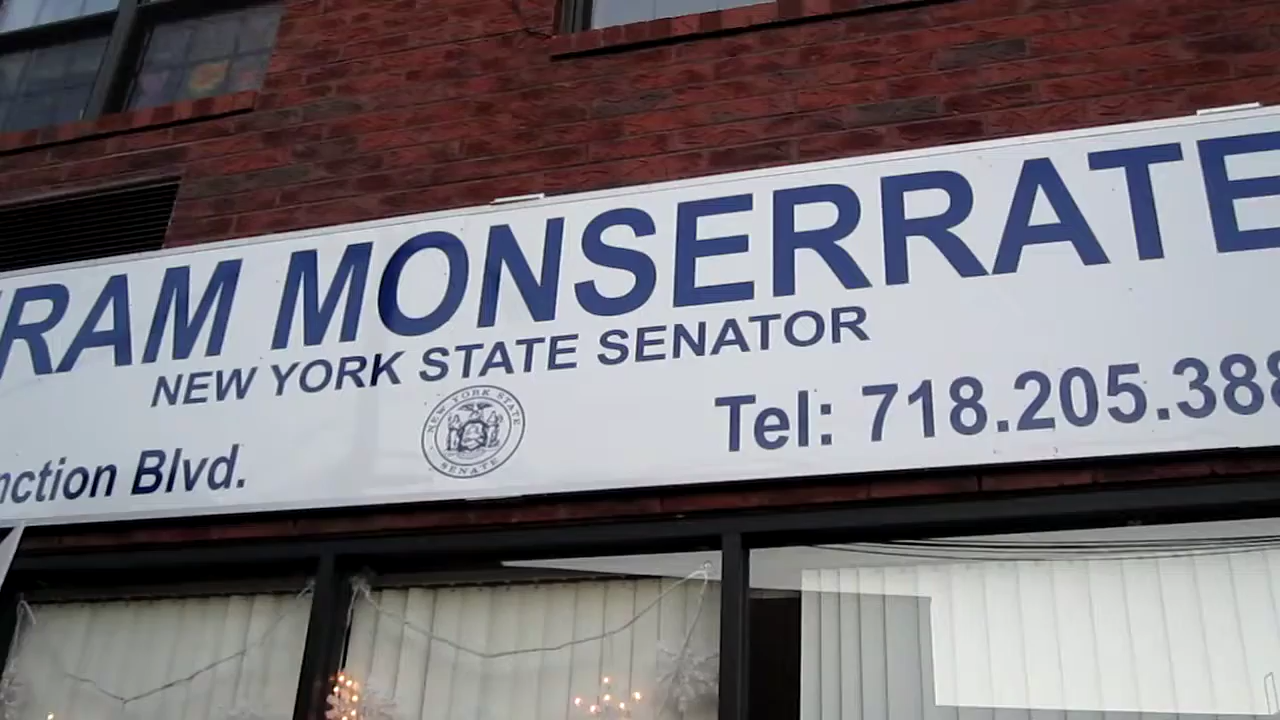 RAM MONSERRATE
NEW YORK STATE SENATOR
NEW YORK STATE
SENATE
Tel: 718.205.388
nction Blvd.